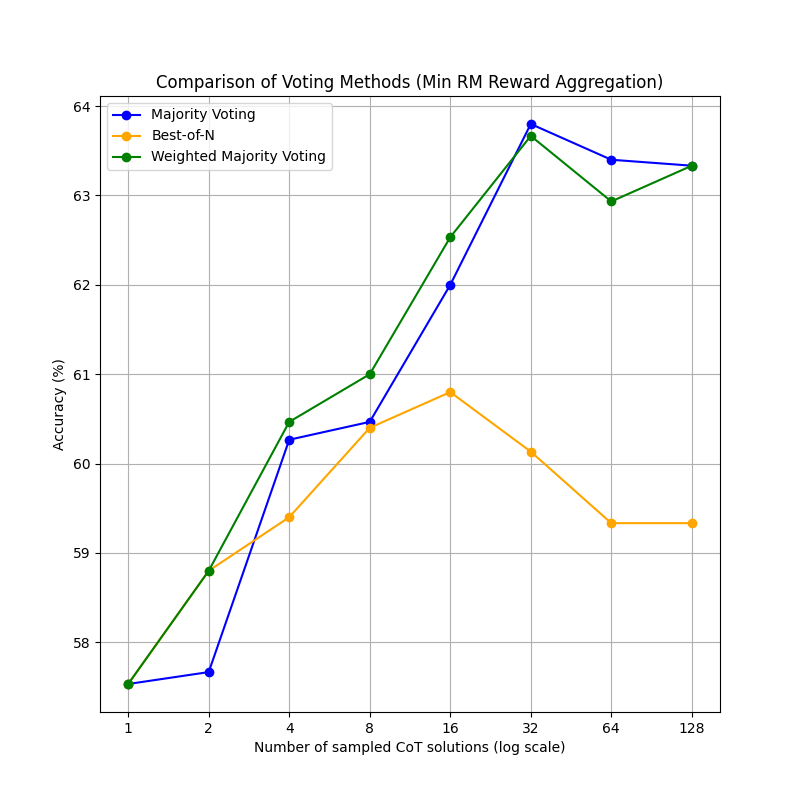 Comparison of Voting Methods (Min RM Reward Aggregation)
Majority Voting
Best-of-N
Weighted Majority Voting
Accuracy (%)
64
63
62
61
60
59
58
1 2 4 8 16 32 64 128
Number of sampled CoT solutions (log scale)